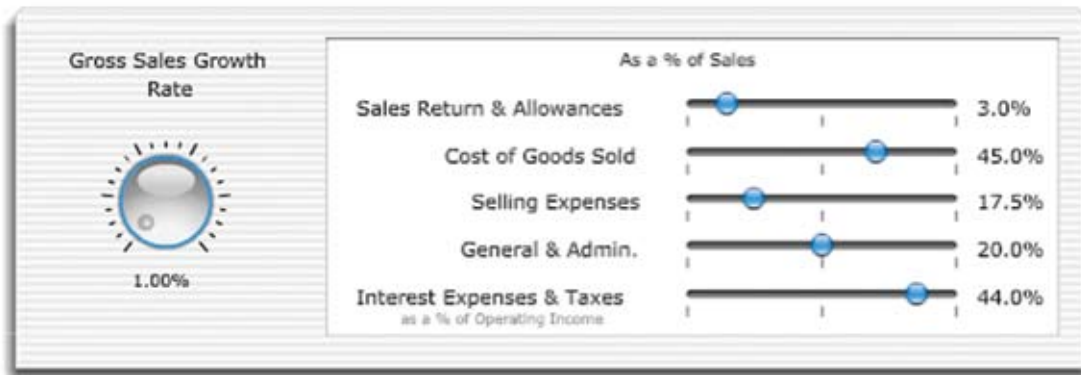 Gross Sales Growth
Rate
1.00%
As a % of Sales
Sales Return & Allowances 3.0%
Cost of Goods Sold 45.0%
Selling Expenses 17.5%
General & Admin. 20.0%
Interest Expenses & Taxes 44.0%
as a % of Operating Income